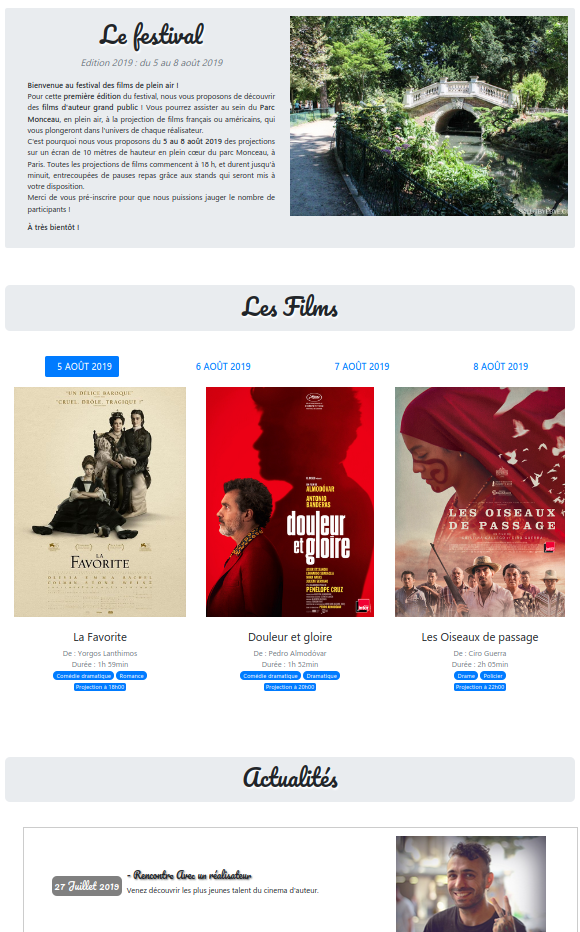 Le festival
Edition 2019 : du 5 au 8 août 2019
Bienvenue au festival des films de plein air !
Pour cette première édition du festival, nous vous proposons de découvrir
des films d'auteur grand public ! Vous pourrez assister au sein du Parc
Monceau, en plein air, à la projection de films français ou américains, qui
vous plongeront dans l'univers de chaque réalisateur.
C'est pourquoi nous vous proposons du 5 au 8 août 2019 des projections
sur un écran de 10 mètres de hauteur en plein cœur du parc Monceau, à
Paris. Toutes les projections de films commencent à 18 h, et durent jusqu'à
minuit, entrecoupées de pauses repas grâce aux stands qui seront mis à
votre disposition.
Merci de vous pré-inscrire pour que nous puissions jauger le nombre de
participants !
À très bientôt !
Les Films
5 AOÛT 2019
6 AOÛT 2019
7 AOÛT 2019
8 AOÛT 2019
"UN DÉLICE BAROQUE"
"CRUEL, DRÔLE, TRAGIQUE !"
LA
FAVORITE
ALMODÓVAR
ANTONIO
BANDERAS
douleur
et gloire
PENELOPE CRUZ
LES OISEAUX
DE PASSAGE
La Favorite
De : Yorgos Lanthimos
Durée : 1h 59min
Comédie dramatique Romance
Projection à 18h00
Douleur et gloire
De : Pedro Almodóvar
Durée : 1h 52min
Comédie dramatique Dramatique
Projection à 20h00
Les Oiseaux de passage
De : Ciro Guerra
Durée : 2h 05min
Drame Policier
Projection à 22h00
Actualités
27 Juillet 2019
- Rencontre Avec un réalisateur
Venez découvrir les plus jeunes talent du cinema d'auteur.